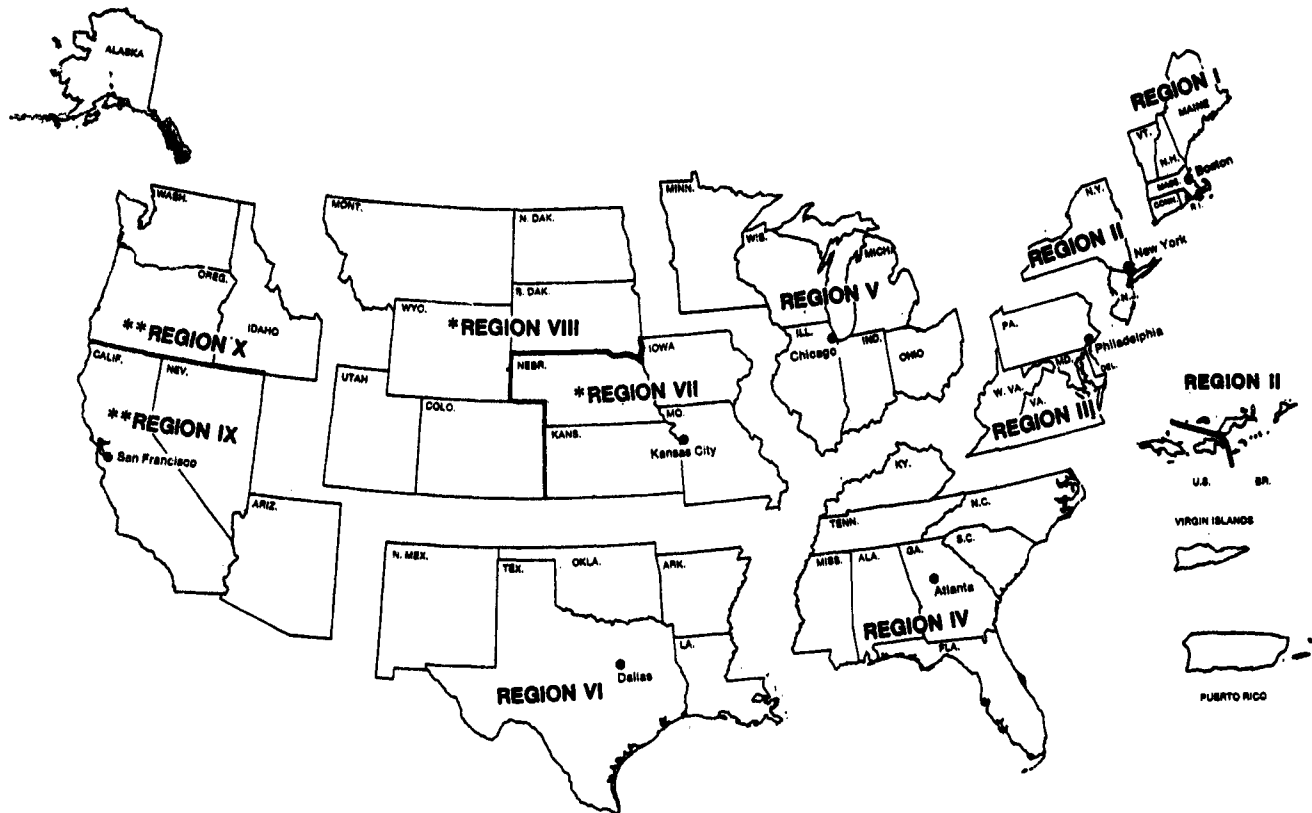 ALASKA
REGION I
MAINE
VT.
N.H.
MASS.
Boston
CONN.
R.I.
N.Y.
REGION II
New York
N.J.
PA.
Philadelphia
MD.
DEL.
W. VA.
VA.
REGION III
REGION II
U.S.
BR.
VIRGIN ISLANDS
PUERTO RICO
WASH.
OREG.
IDAHO
**REGION X
CALIF.
NEV.
**REGION IX
San Francisco
ARIZ.
MONT.
N. DAK.
S. DAK.
WYO.
*REGION VIII
UTAH
COLO.
NEBR.
IOWA
*REGION VII
KANS.
MO.
Kansas City
MINN.
WIS.
MICH.
REGION V
ILL.
Chicago
IND.
OHIO
KY.
TENN.
N.C.
S.C.
MISS.
ALA.
GA.
Atlanta
REGION IV
FLA.
N. MEX.
TEX.
OKLA.
ARK.
LA.
Dallas
REGION VI